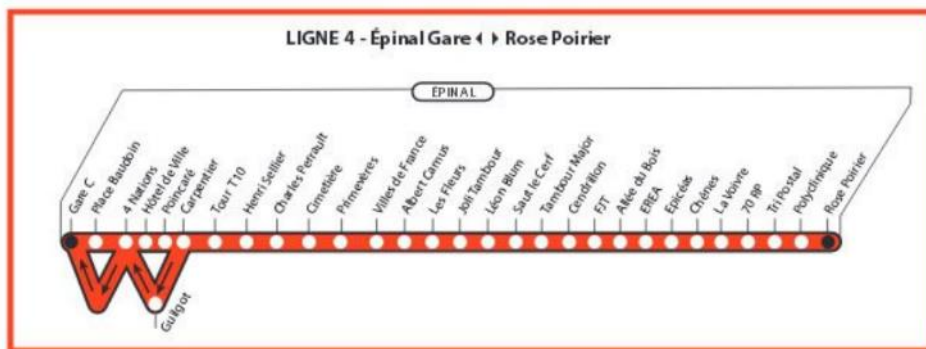 LIGNE 4 - Épinal Gare ◂ ▸ Rose Poirier
ÉPINAL
Gare C
Place Baudoin
4 Nations
Hôtel de Ville
Poincaré
Carpentier
Tour T10
Henri Sellier
Charles Perrault
Cimetière
Primevères
Villes de France
Albert Camus
Les Fleurs
Joli Tambour
Léon Blum
Saut le Cerf
Tambour Major
Cendrillon
FJT
Allée du Bois
EREA
Epicéas
Chênes
La Voivre
70 RP
Tri Postal
Polyclinique
Rose Poirier
Guilgot